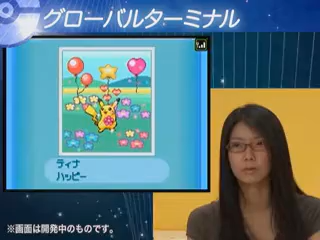 グローバルターミナル
ティナ
ハッピー
※画面は開発中のものです。